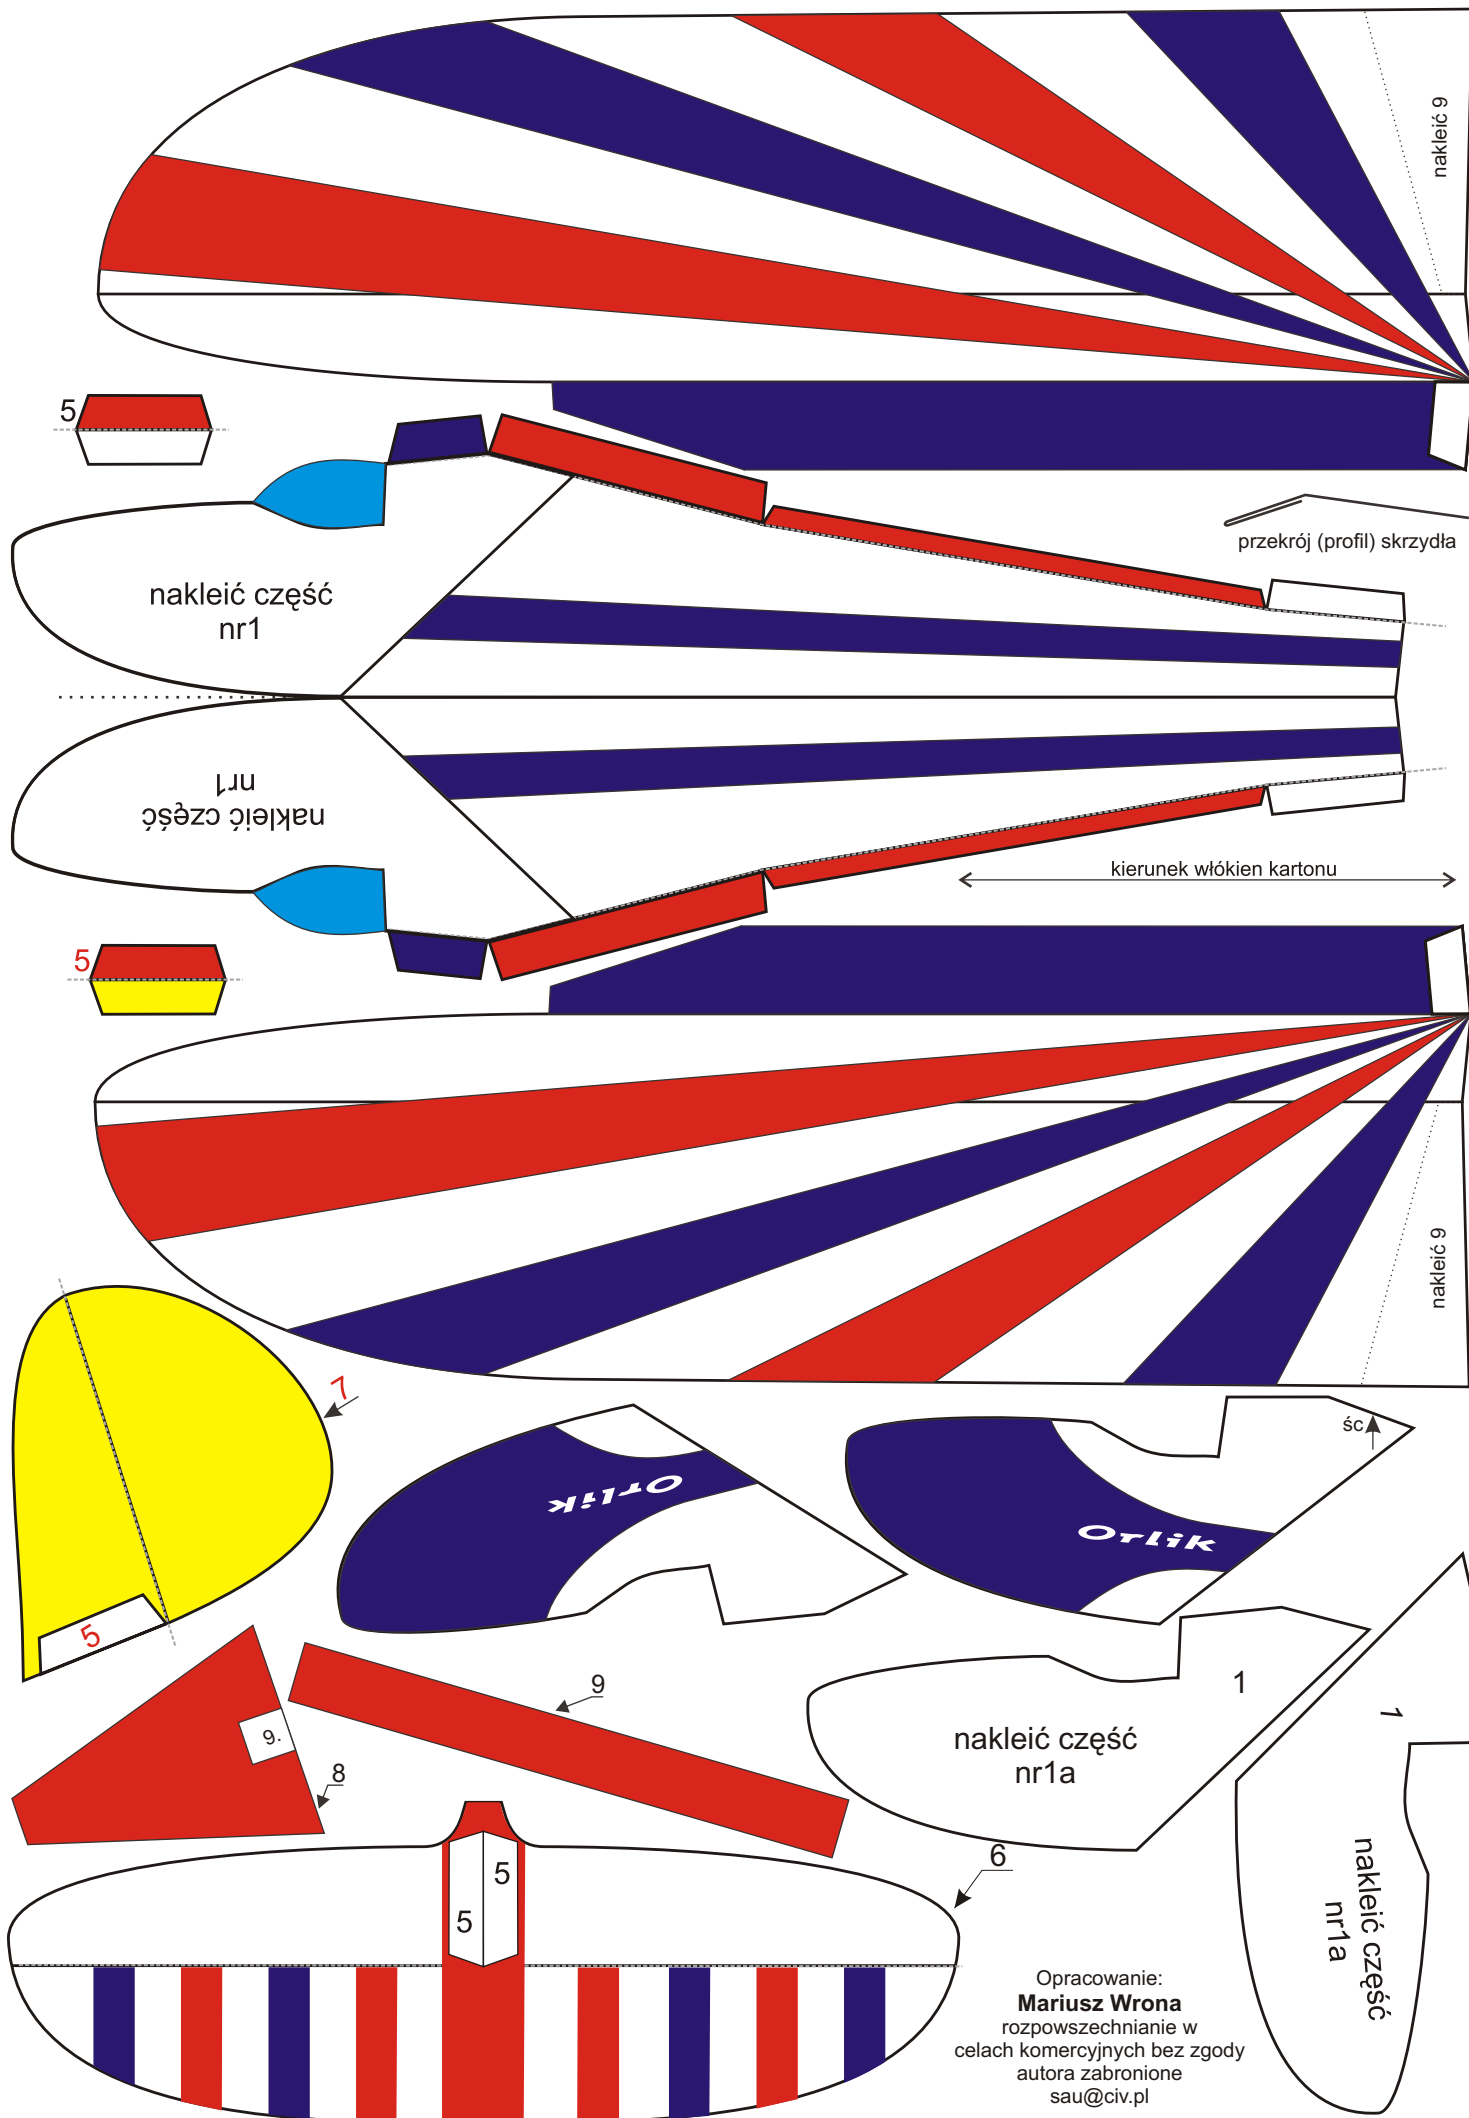 nakleić 9
5
przekrój (profil) skrzydła
nakleić część
nr1
nakleić część
nr1
kierunek włókien kartonu
5
nakleić 9
7
śc
Orlik
Orlik
5
9
1
1
9.
8
nakleić część
nr1a
6
5
5
nakleić część
nr1a
Opracowanie:
Mariusz Wrona
rozpowszechnianie w
celach komercyjnych bez zgody
autora zabronione
sau@civ.pl